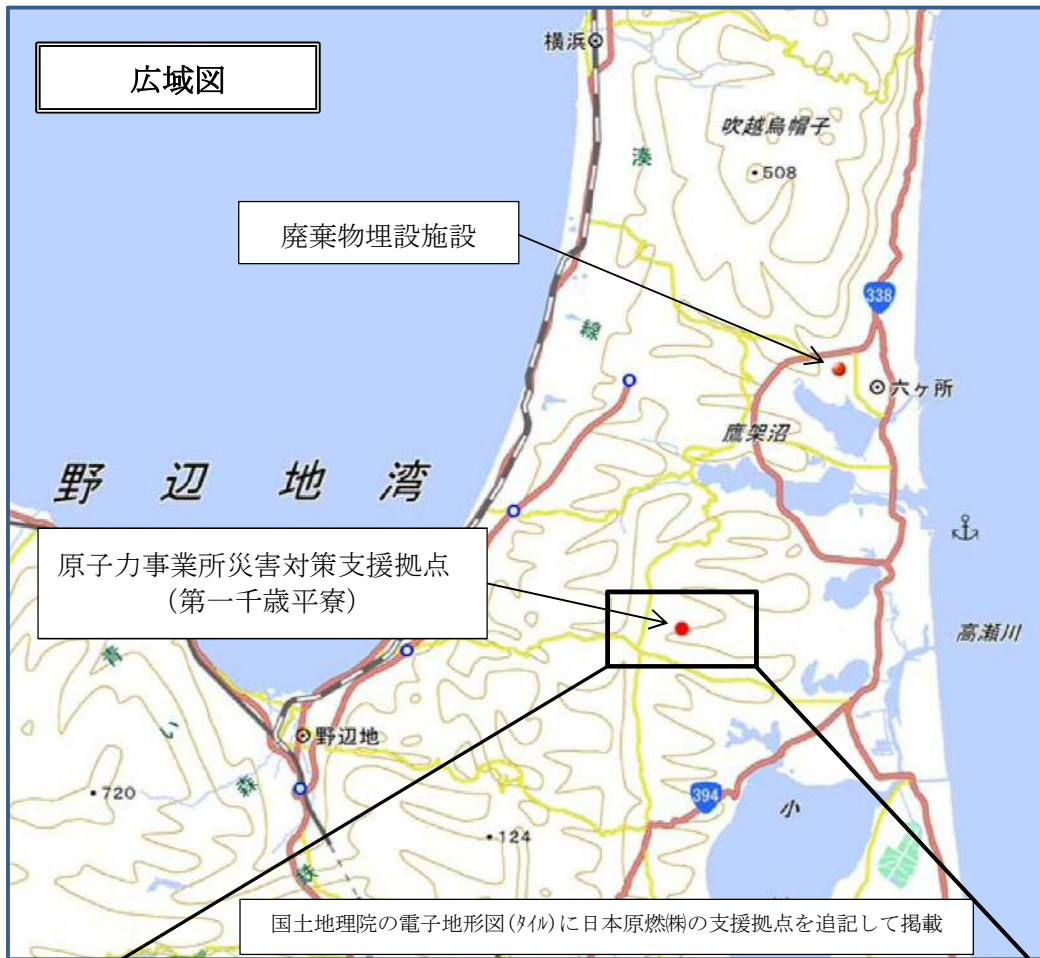 広域図
横浜
吹越烏帽子
湊
・508
廃棄物埋設施設
338
線
六ヶ所
鷹架沼
野辺地湾
原子力事業所災害対策支援拠点
（第一千歳平寮）
高瀬川
青
い
森
鉄
野辺地
・720
394
小
・124
国土地理院の電子地形図(ﾀｲﾙ)に日本原燃㈱の支援拠点を追記して掲載